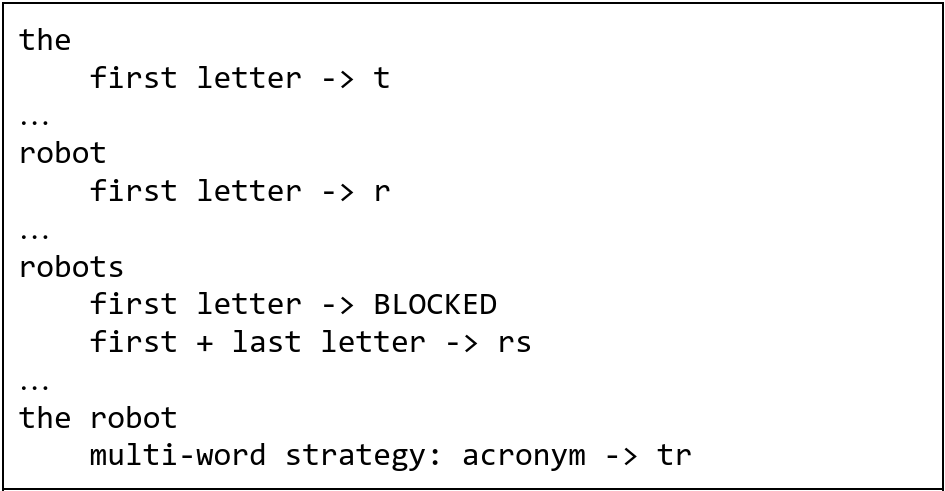 the
    first letter -> t
...
robot
    first letter -> r
...
robots
    first letter -> BLOCKED
    first + last letter -> rs
...
the robot
    multi-word strategy: acronym -> tr